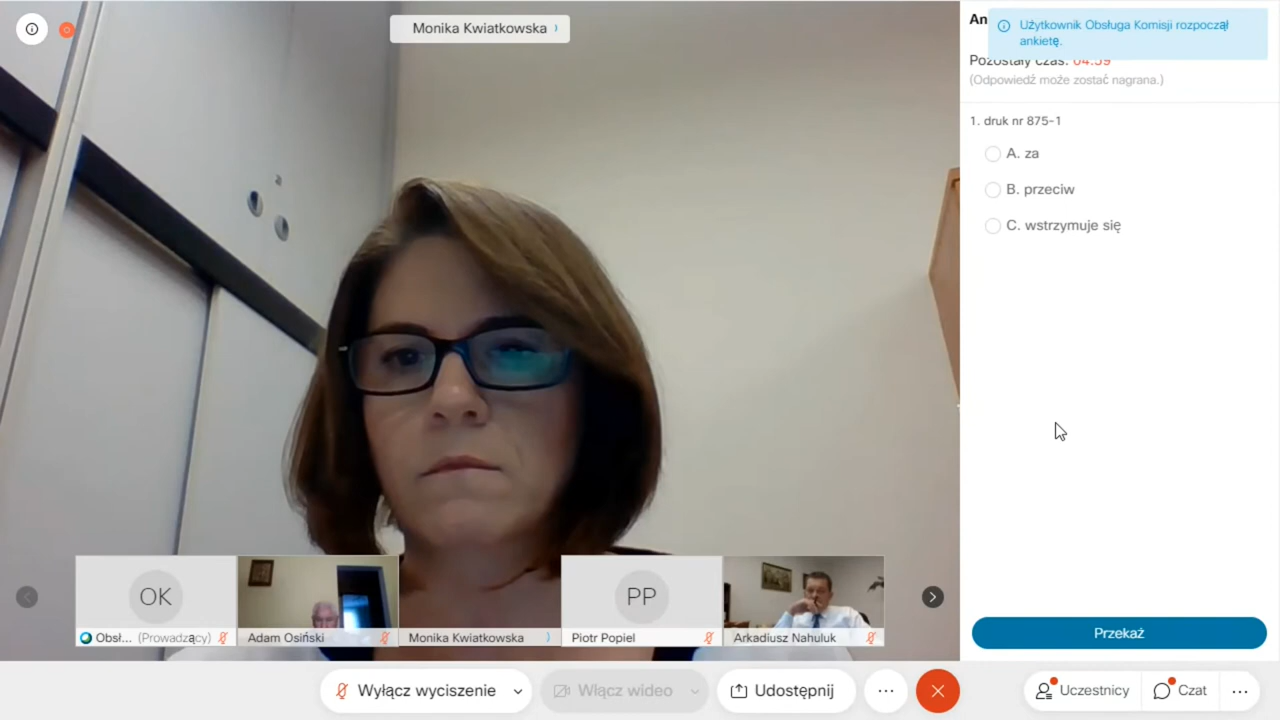 Monika Kwiatkowska
An
Użytkownik Obsługa Komisji rozpoczął
ankietę.
Pozostały czas: 04:59
(Odpowiedź może zostać nagrana.)
1. druk nr 875-1
A. za
B. przeciw
C. wstrzymuje się
OK
PP
Obsł... (Prowadzący)
Adam Osiński
Monika Kwiatkowska
Piotr Popiel
Arkadiusz Nahuluk
Przekaż
Wyłącz wyciszenie
Włącz wideo
Udostępnij
Uczestnicy
Czat